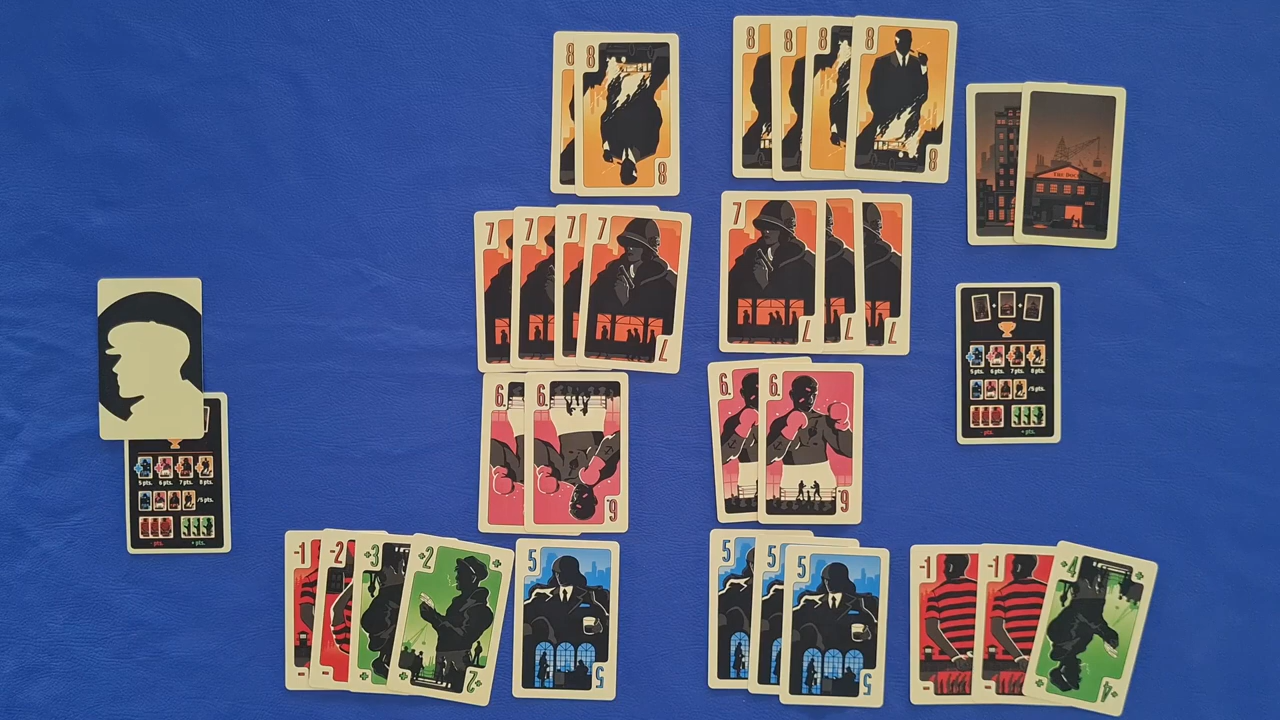 8 8
8
8 8 8 8
8
THE DOC
7 7 7 7
7
7
7 7 7
6. 6.
6.
6. 6.
6.
5 pts. 6 pts. 7 pts. 8 pts.
/5 pts.
- pts. + pts.
5 pts. 6 pts. 7 pts. 8 pts.
/5 pts.
- pts. + pts.
-1 -2 +3 +2 +
+ + + 2+
5
5
5 5 5
5
-1 -1 +4 +
- - + 4+